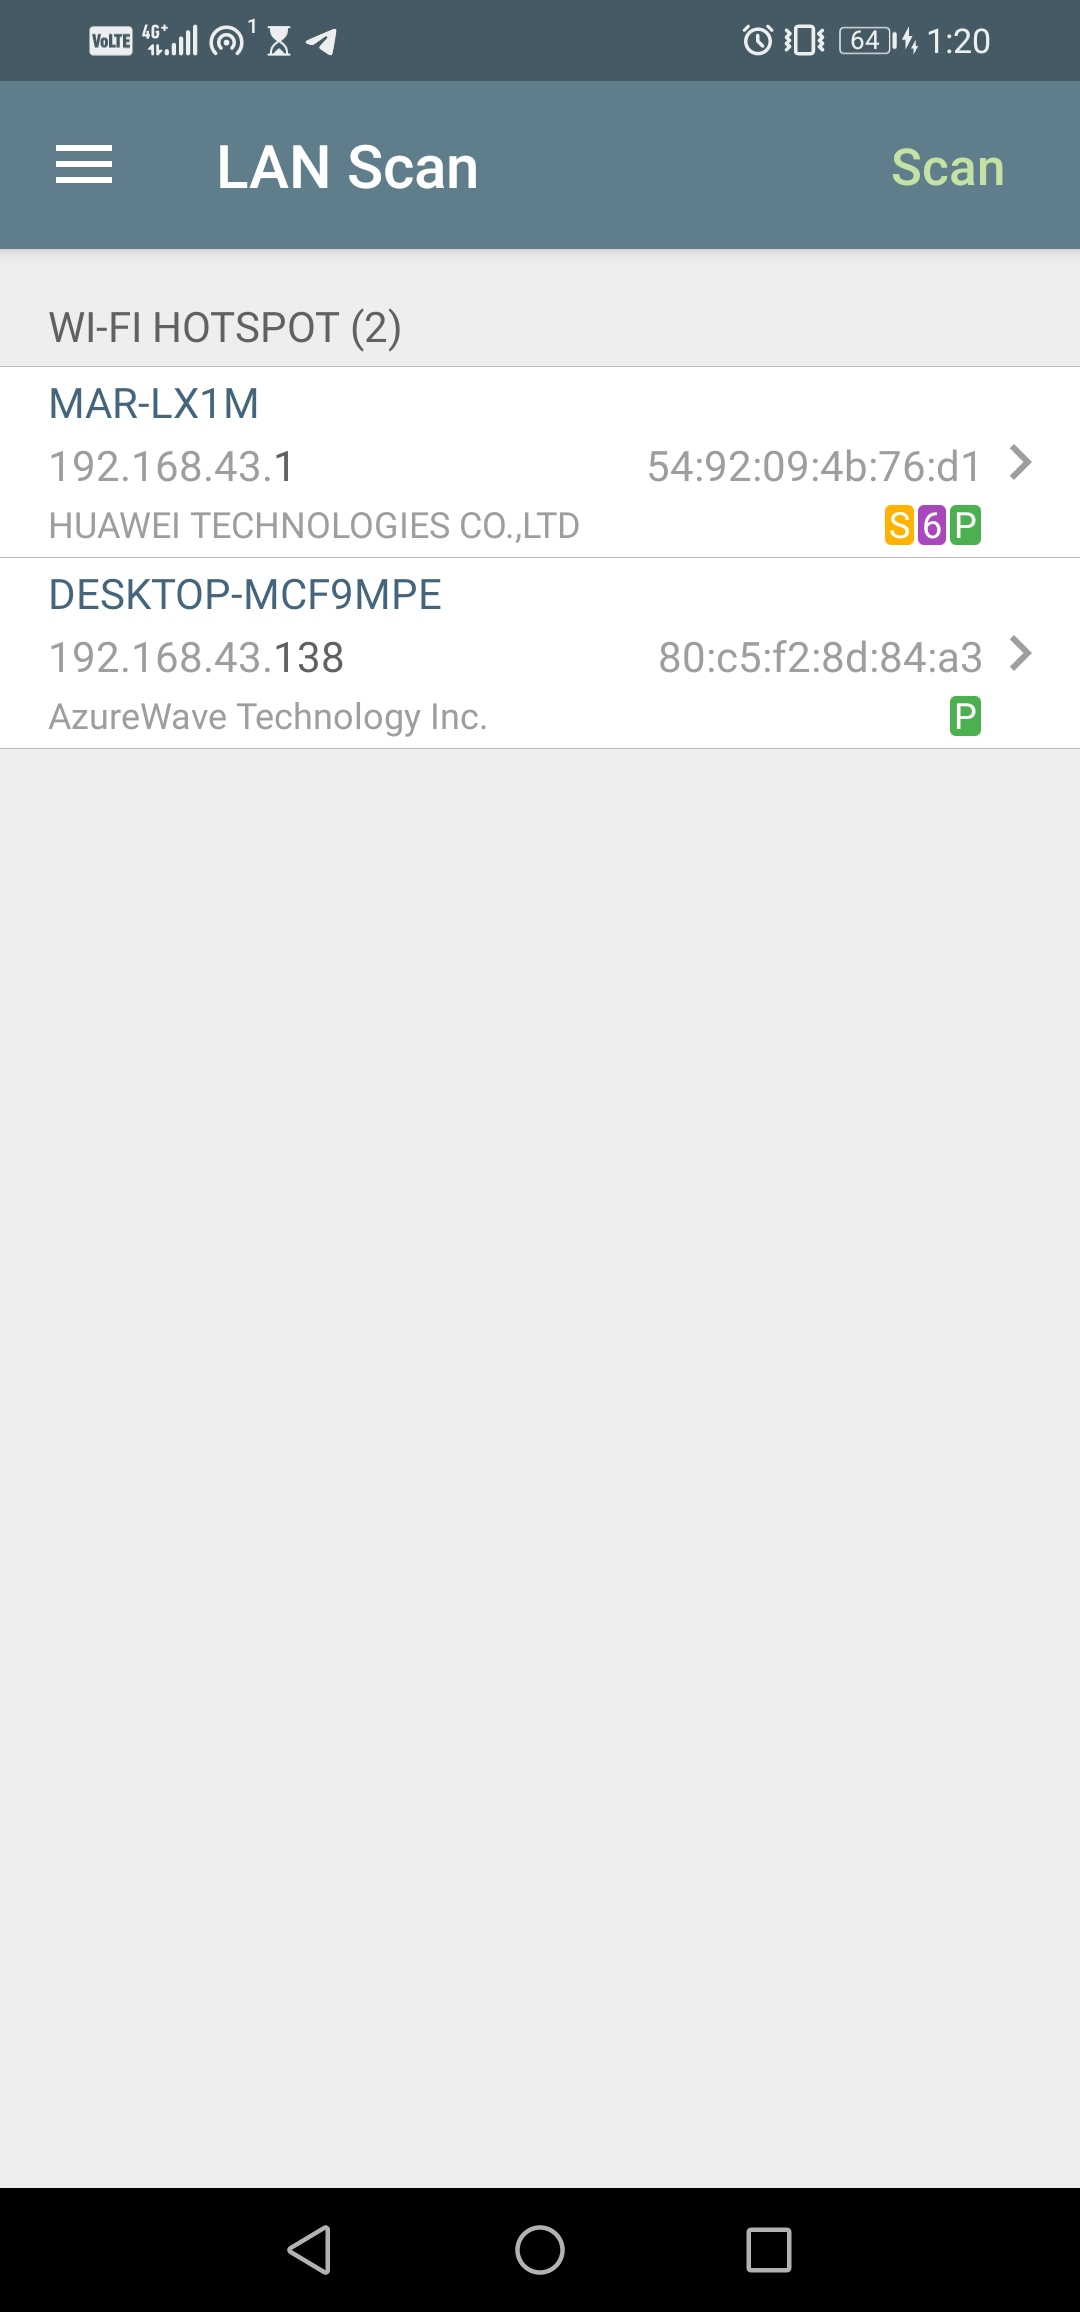 VoLTE 4G+ 1 64 1:20
LAN Scan Scan
WI-FI HOTSPOT (2)
MAR-LX1M
192.168.43.1 54:92:09:4b:76:d1
HUAWEI TECHNOLOGIES CO.,LTD S 6 P
DESKTOP-MCF9MPE
192.168.43.138 80:c5:f2:8d:84:a3
AzureWave Technology Inc. P